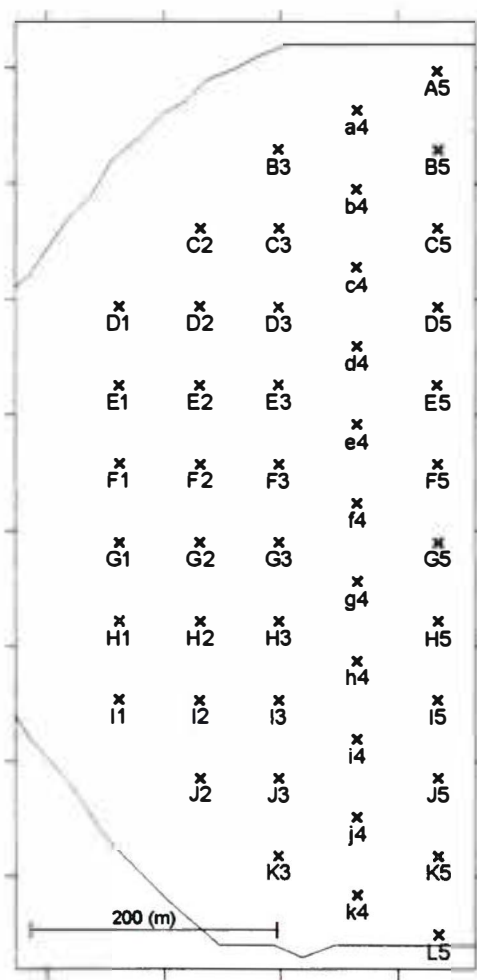 A5
a4
B3 B5
b4
C2 C3 C5
c4
D1 D2 D3 D5
d4
E1 E2 E3 E5
e4
F1 F2 F3 F5
f4
G1 G2 G3 G5
g4
H1 H2 H3 H5
h4
I1 I2 I3 I5
i4
J2 J3 J5
j4
K3 K5
k4
200 (m)
L5